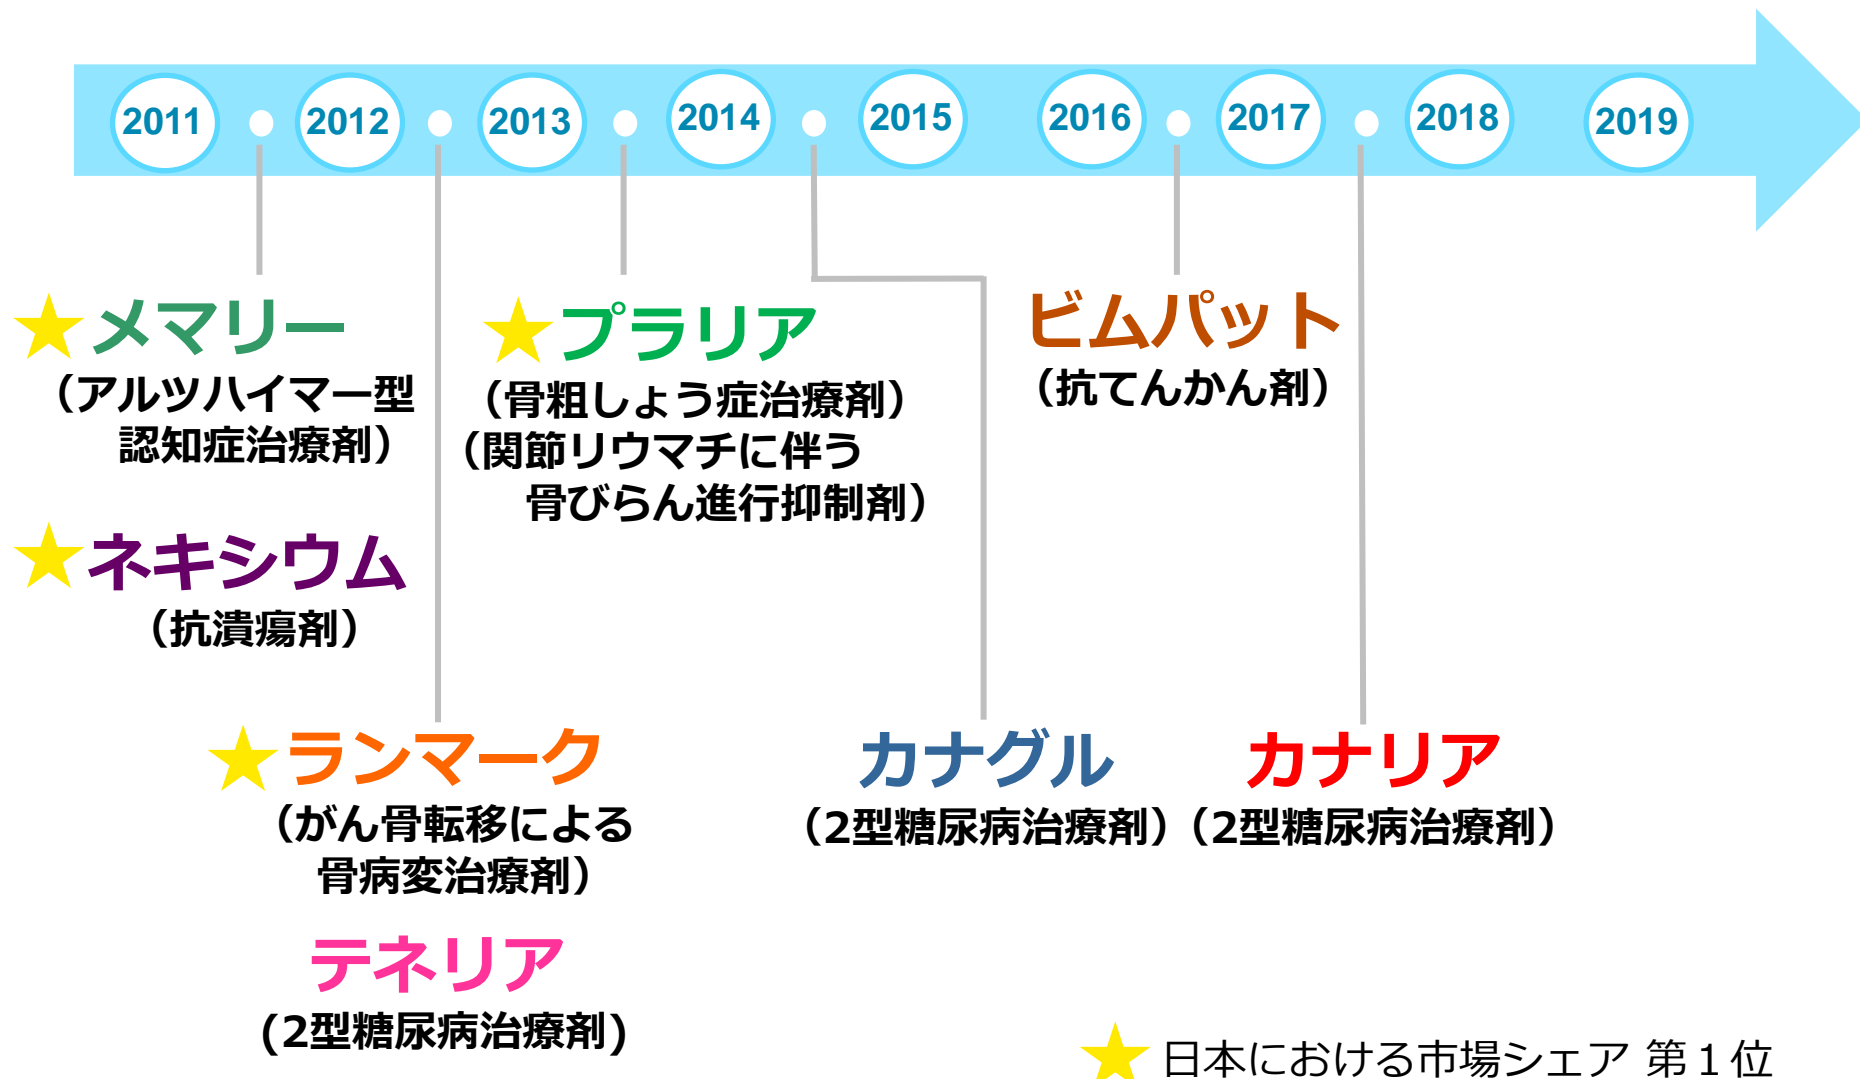 2011
2012
2013
2014
2015
2016
2017
2018
2019
メマリー
（アルツハイマー型
認知症治療剤）
ネキシウム
（抗潰瘍剤）
プラリア
（骨粗しょう症治療剤）
（関節リウマチに伴う
骨びらん進行抑制剤）
ビムパット
（抗てんかん剤）
ランマーク
（がん骨転移による
骨病変治療剤）
テネリア
(2型糖尿病治療剤)
カナグル
（2型糖尿病治療剤）
カナリア
（2型糖尿病治療剤）
日本における市場シェア 第１位